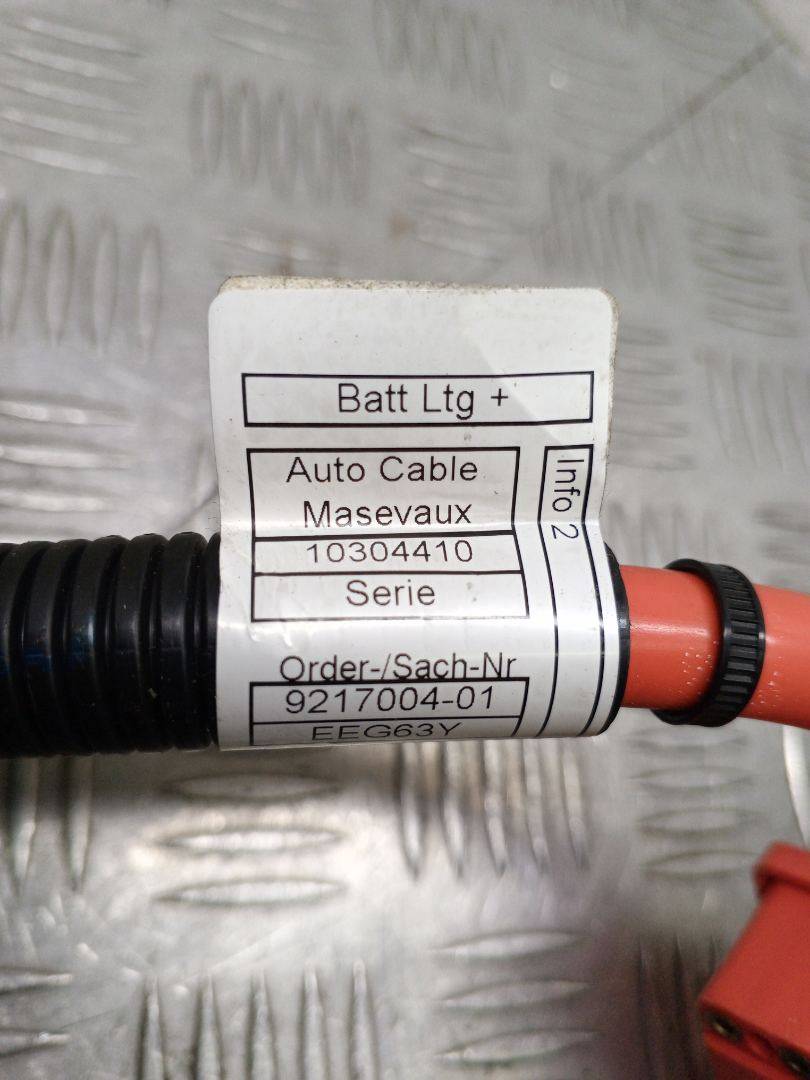 Batt Ltg +
Auto Cable
Masevaux
10304410
Serie
Info 2
Order-/Sach-Nr
9217004-01
EEG63Y